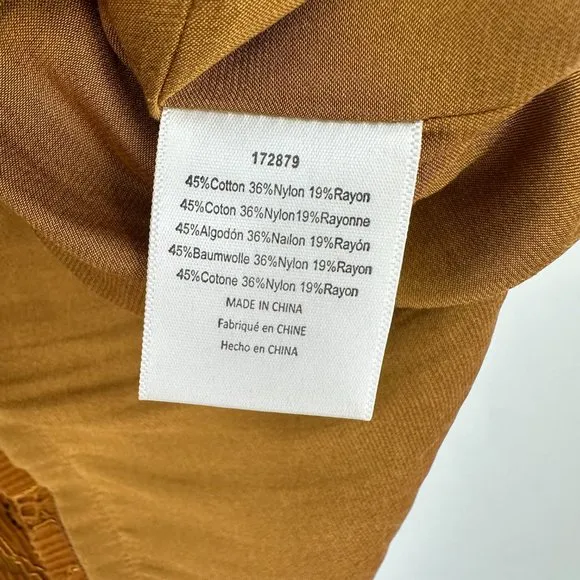 172879
45%Cotton 36%Nylon 19%Rayon
45%Coton 36%Nylon19%Rayonne
45%Algodón 36%Nailon 19%Rayón
45%Baumwolle 36%Nylon 19%Rayon
45%Cotone 36%Nylon 19%Rayon
MADE IN CHINA
Fabriqué en CHINE
Hecho en CHINA